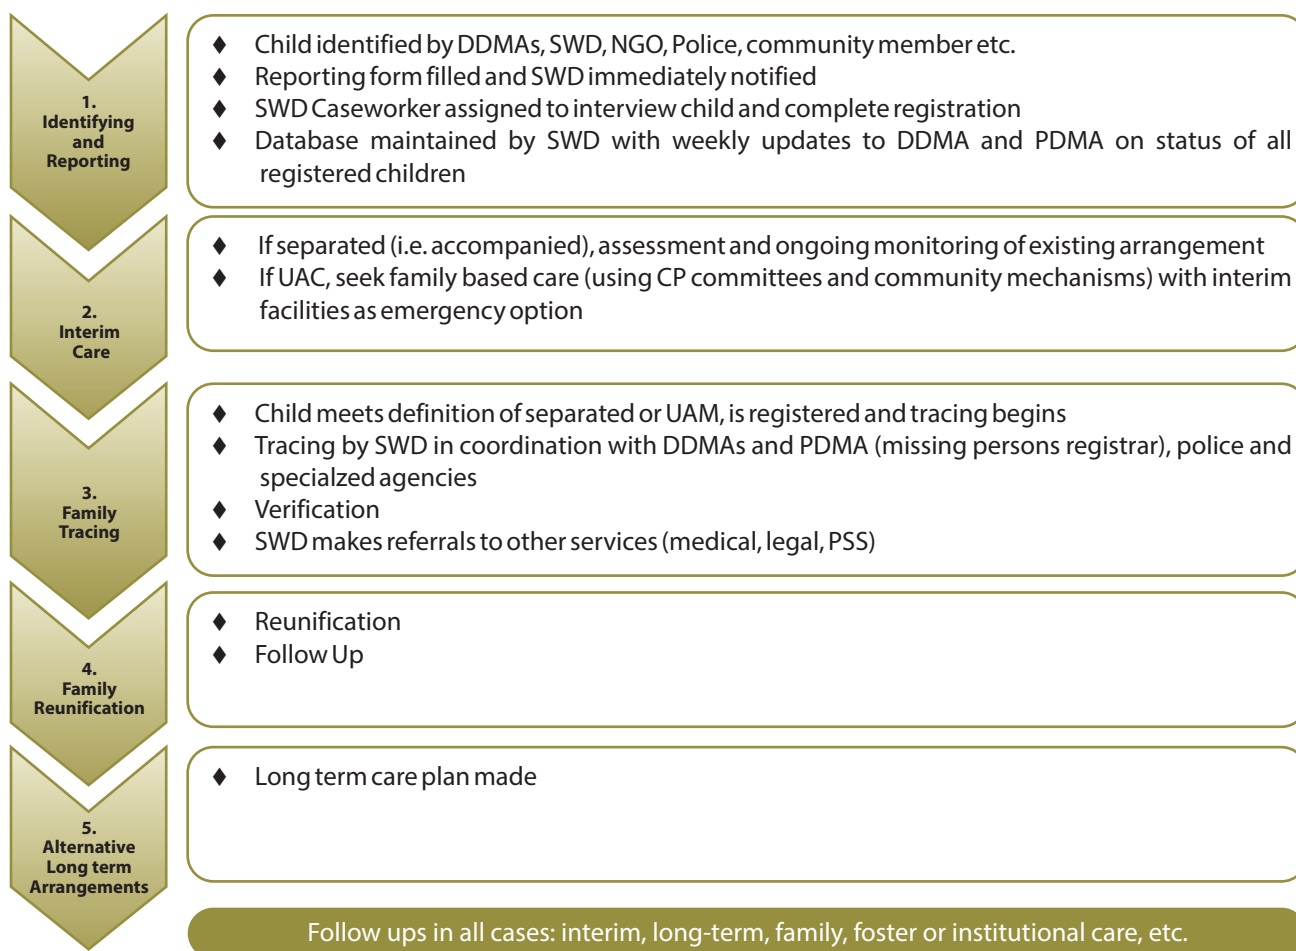 1.
Identifying
and
Reporting
♦ Child identified by DDMAs, SWD, NGO, Police, community member etc.
♦ Reporting form filled and SWD immediately notified
♦ SWD Caseworker assigned to interview child and complete registration
♦ Database maintained by SWD with weekly updates to DDMA and PDMA on status of all
registered children
2.
Interim
Care
♦ If separated (i.e. accompanied), assessment and ongoing monitoring of existing arrangement
♦ If UAC, seek family based care (using CP committees and community mechanisms) with interim
facilities as emergency option
3.
Family
Tracing
♦ Child meets definition of separated or UAM, is registered and tracing begins
♦ Tracing by SWD in coordination with DDMAs and PDMA (missing persons registrar), police and
specialzed agencies
♦ Verification
♦ SWD makes referrals to other services (medical, legal, PSS)
4.
Family
Reunification
♦ Reunification
♦ Follow Up
5.
Alternative
Long term
Arrangements
♦ Long term care plan made
Follow ups in all cases: interim, long-term, family, foster or institutional care, etc.